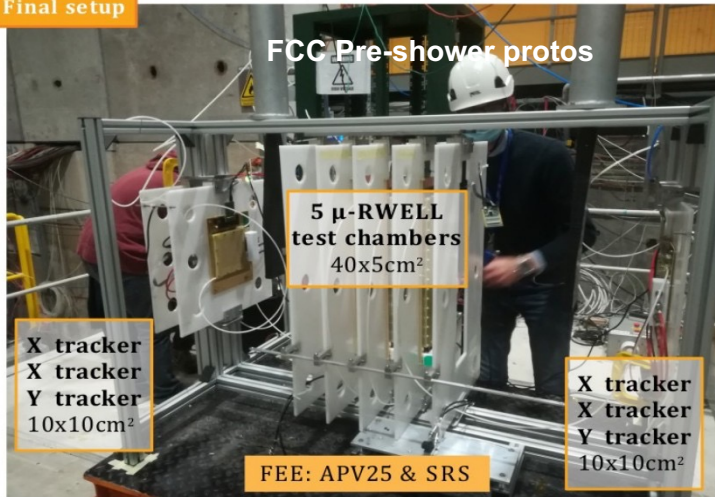 Final setup
FCC Pre-shower protos
5 μ-RWELL
test chambers
40x5cm²
X tracker
X tracker
Y tracker
10x10cm²
X tracker
X tracker
Y tracker
10x10cm²
FEE: APV25 & SRS